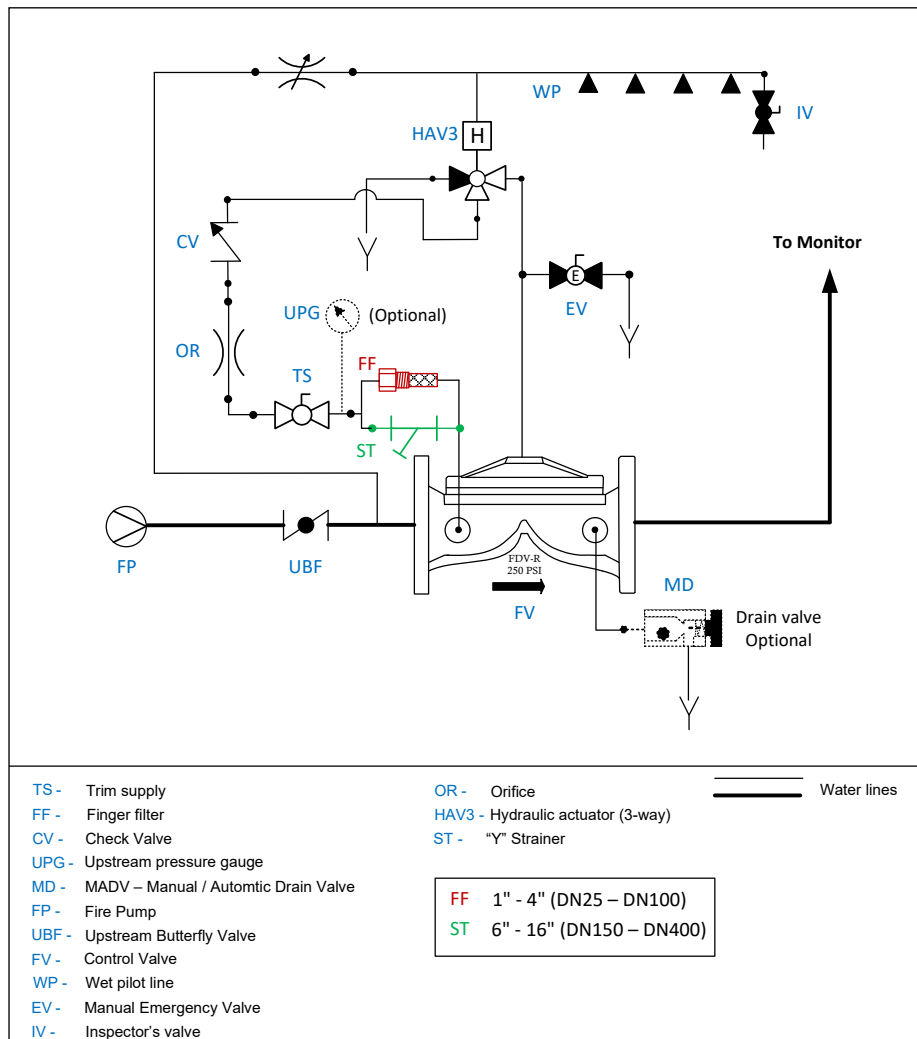 WP
IV
HAV3
H
CV
To Monitor
UPG
(Optional)
E
EV
OR
FF
TS
ST
FDV-R
250 PSI
FP
UBF
FV
MD
Drain valve
Optional
TS - Trim supply
FF - Finger filter
CV - Check Valve
UPG - Upstream pressure gauge
MD - MADV – Manual / Automtic Drain Valve
FP - Fire Pump
UBF - Upstream Butterfly Valve
FV - Control Valve
WP - Wet pilot line
EV - Manual Emergency Valve
IV - Inspector's valve
OR - Orifice
HAV3 - Hydraulic actuator (3-way)
ST - “Y” Strainer
Water lines
FF 1" - 4" (DN25 – DN100)
ST 6" - 16" (DN150 – DN400)